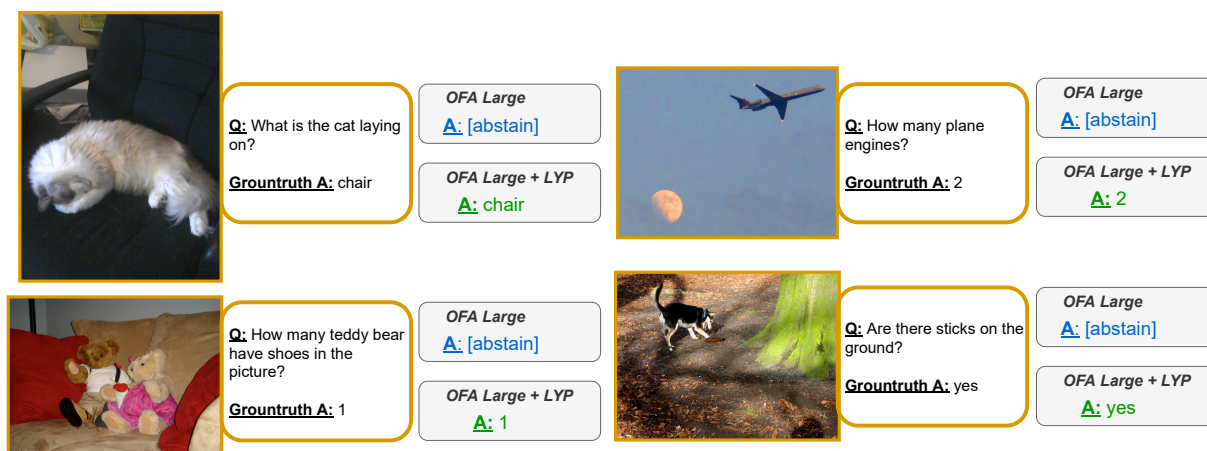 Q: What is the cat laying
on?
Grountruth A: chair
OFA Large
A: [abstain]
OFA Large + LYP
A: chair
Q: How many plane
engines?
Grountruth A: 2
OFA Large
A: [abstain]
OFA Large + LYP
A: 2
Q: How many teddy bear
have shoes in the
picture?
Grountruth A: 1
OFA Large
A: [abstain]
OFA Large + LYP
A: 1
Q: Are there sticks on the
ground?
Grountruth A: yes
OFA Large
A: [abstain]
OFA Large + LYP
A: yes